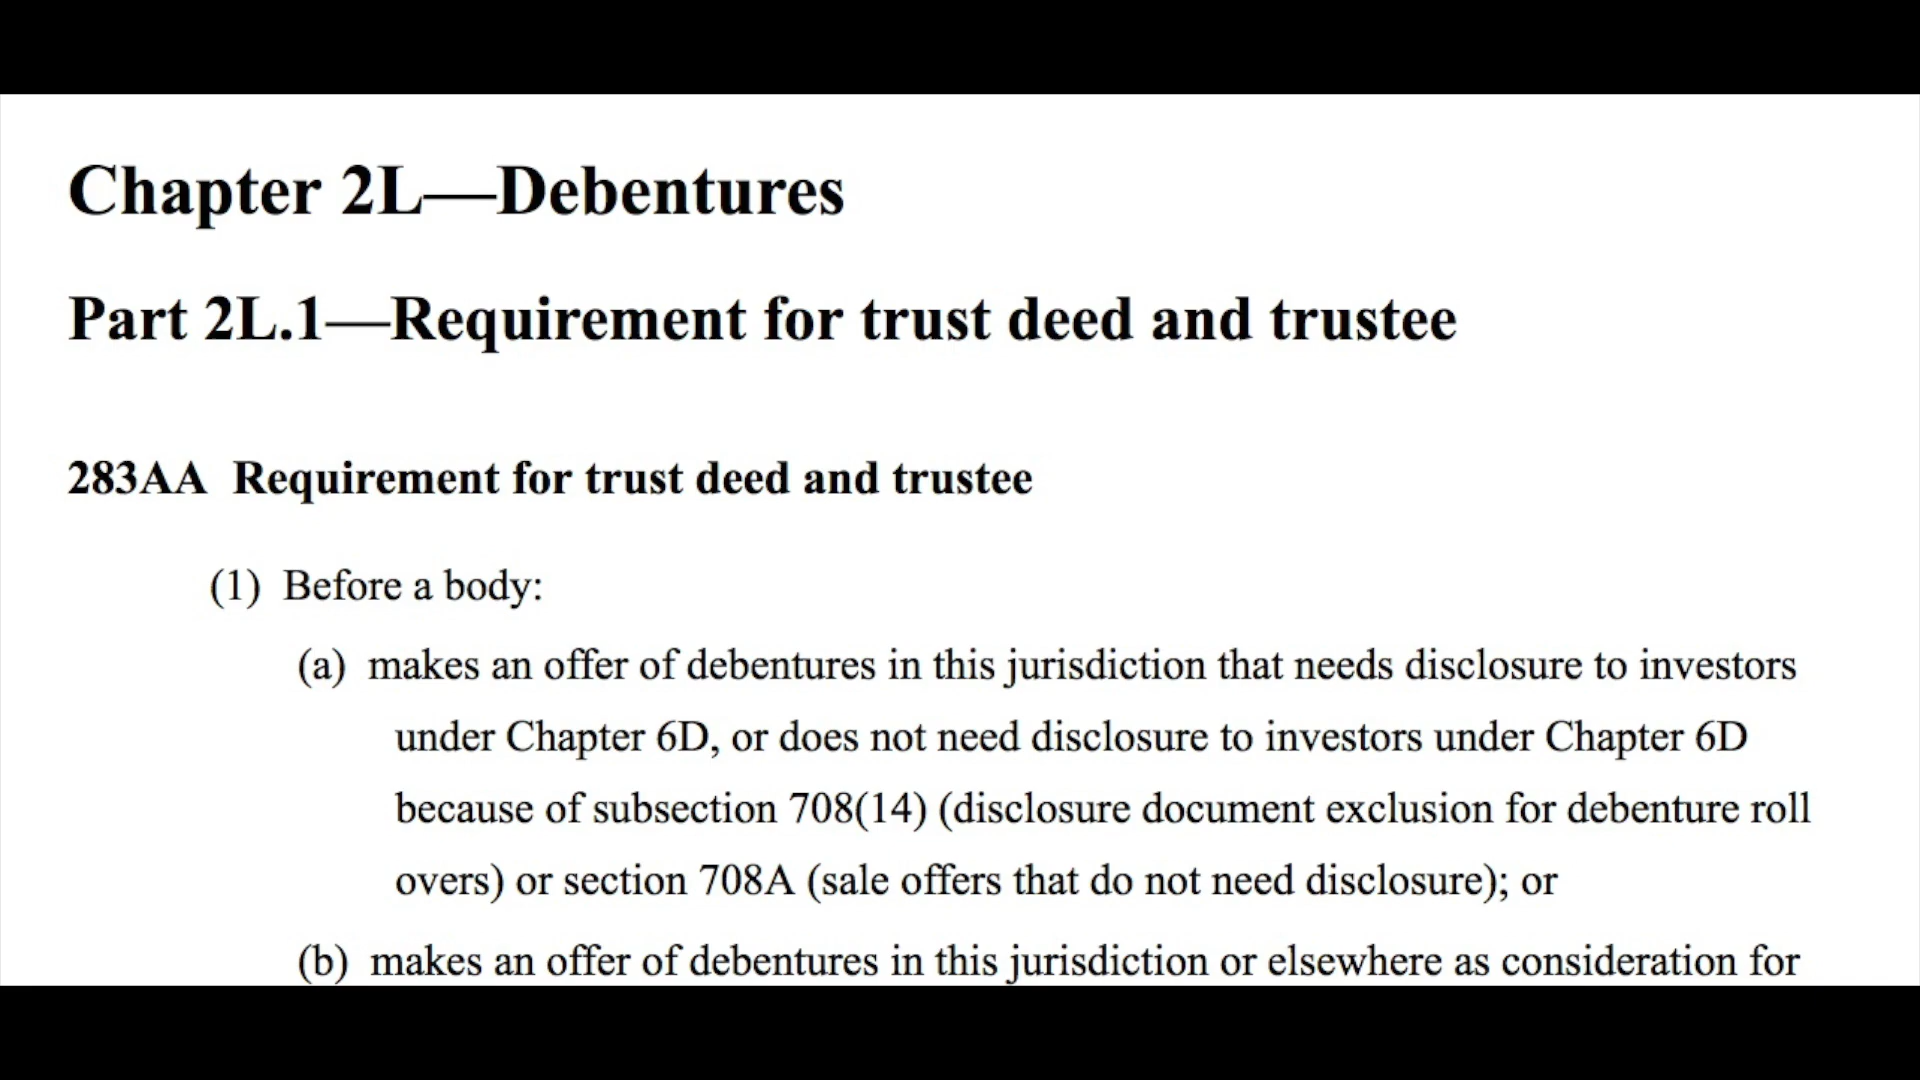 Chapter 2L—Debentures
Part 2L.1—Requirement for trust deed and trustee
283AA Requirement for trust deed and trustee
(1) Before a body:
(a) makes an offer of debentures in this jurisdiction that needs disclosure to investors
under Chapter 6D, or does not need disclosure to investors under Chapter 6D
because of subsection 708(14) (disclosure document exclusion for debenture roll
overs) or section 708A (sale offers that do not need disclosure); or
(b) makes an offer of debentures in this jurisdiction or elsewhere as consideration for